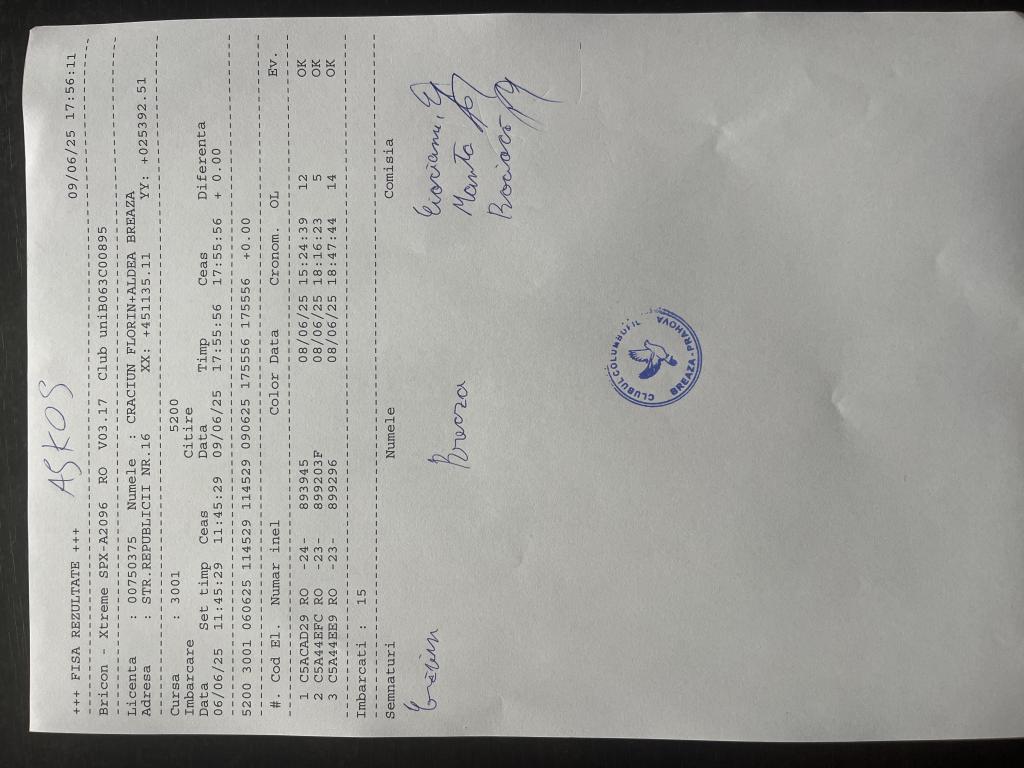 ASKOS
+++ FISA REZULTATE +++ 09/06/25 17:56:11
Bricon - Xtreme SPX-A2096 RO V03.17 Club uniB063C00895
Licenta : 00750375 Numele : CRACIUN FLORIN+ALDEA BREAZA
Adresa : STR.REPUBLICII NR.16 XX: +451135.11 YY: +025392.51
Cursa : 3001 5200
Imbarcare Citire
Data Set timp Ceas Data Timp Ceas Diferenta
06/06/25 11:45:29 11:45:29 09/06/25 17:55:56 17:55:56 + 0.00
5200 3001 060625 114529 114529 090625 175556 175556 +0.00
#. Cod El. Numar inel Color Data Cronom. OL Ev.
1 C5ACAD29 RO -24- 893945 08/06/25 15:24:39 12 OK
2 C5A44EFC RO -23- 899203F 08/06/25 18:16:23 5 OK
3 C5A44EE9 RO -23- 899296 08/06/25 18:47:44 14 OK
Imbarcati : 15
Semnaturi Numele Comisia
Breaza
Manta
CLUBUL COLUMBOFIL
BREAZA-PRAHOVA